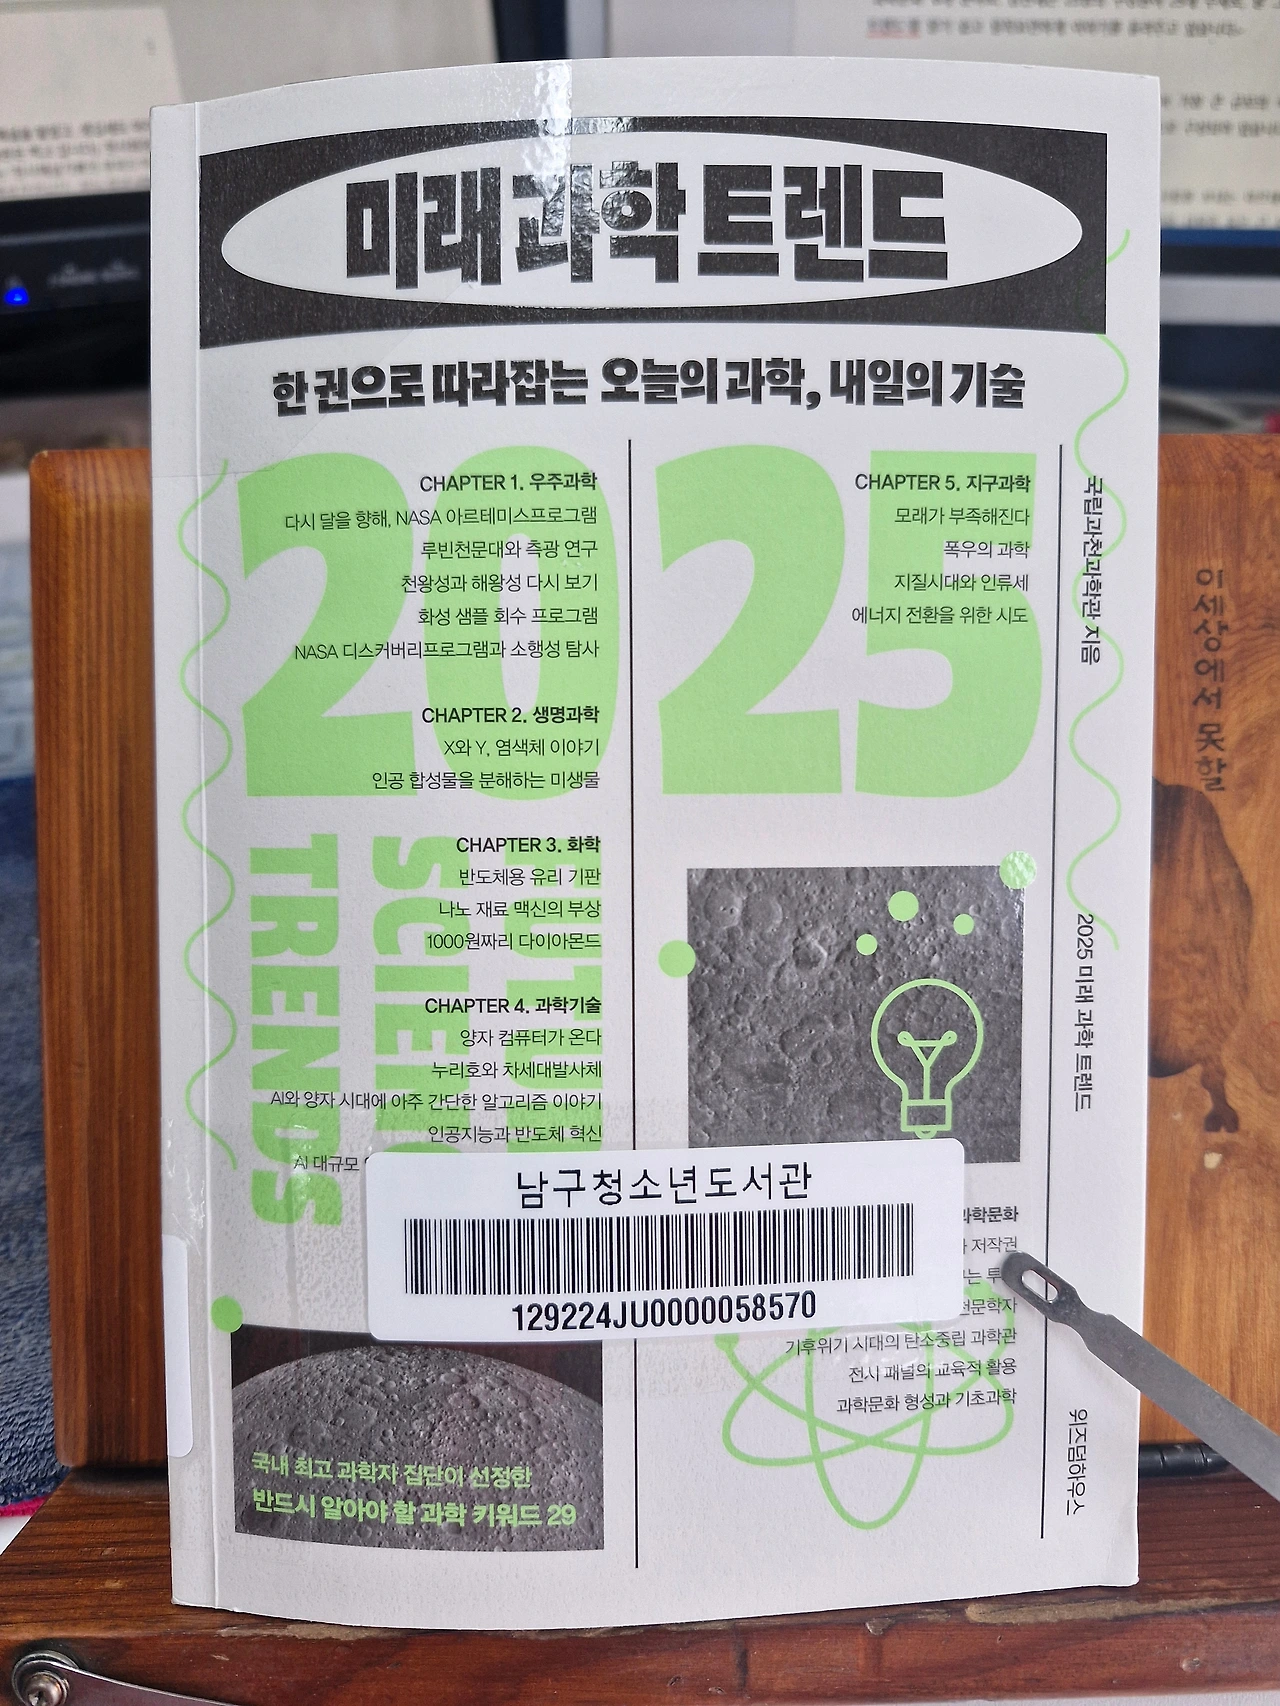 미래 과학 트렌드
한 권으로 따라잡는 오늘의 과학, 내일의 기술
2025
FUTURE
SCIENCE
TRENDS
CHAPTER 1. 우주과학
다시 달을 향해, NASA 아르테미스프로그램
루빈천문대와 측광 연구
천왕성과 해왕성 다시 보기
화성 샘플 회수 프로그램
NASA 디스커버리프로그램과 소행성 탐사
CHAPTER 2. 생명과학
X와 Y, 염색체 이야기
인공 합성물을 분해하는 미생물
CHAPTER 3. 화학
반도체용 유리 기판
나노 재료 맥신의 부상
1000원짜리 다이아몬드
CHAPTER 4. 과학기술
양자 컴퓨터가 온다
누리호와 차세대발사체
AI와 양자 시대에 아주 간단한 알고리즘 이야기
인공지능과 반도체 혁신
AI 대규모
CHAPTER 5. 지구과학
모래가 부족해진다
폭우의 과학
지질시대와 인류세
에너지 전환을 위한 시도
과학문화
저작권
천문학자
기후위기 시대의 탄소중립 과학관
전시 패널의 교육적 활용
과학문화 형성과 기초과학
국립과천과학관 지음
2025 미래 과학 트렌드
위즈덤하우스
남구청소년도서관
129224JU0000058570
국내 최고 과학자 집단이 선정한
반드시 알아야 할 과학 키워드 29
이 세상에서 못할